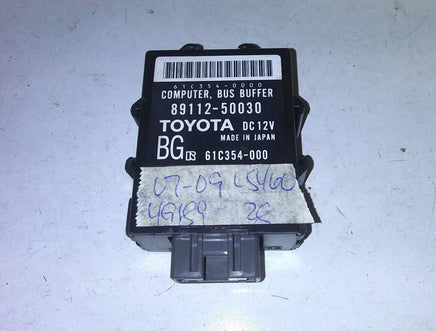 61C354-0000
COMPUTER, BUS BUFFER
89112-50030
TOYOTA DC12V
MADE IN JAPAN
BG 61C354-000
07-09 LS460